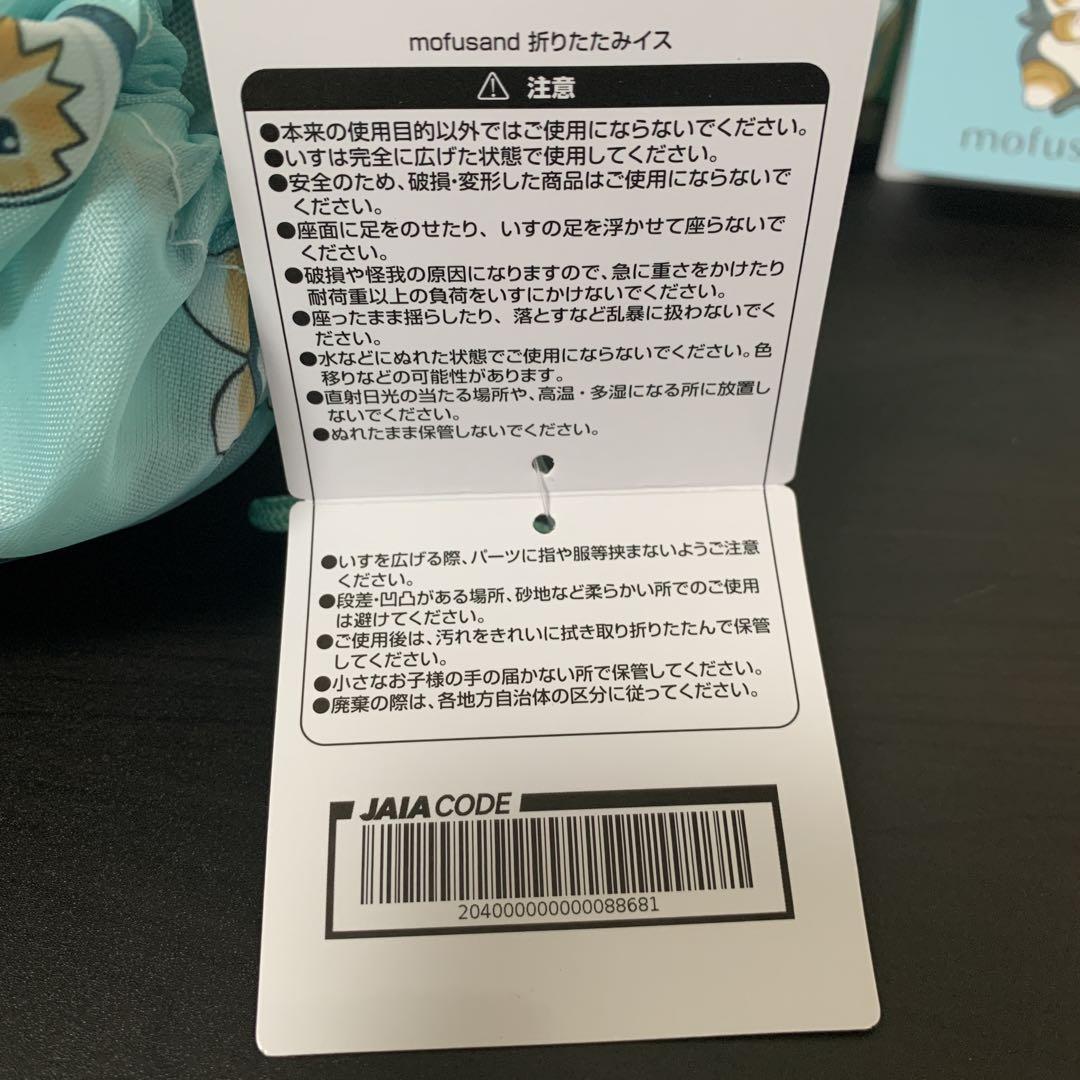 mofusand 折りたたみイス
注意
●本来の使用目的以外ではご使用にならないでください。
●いすは完全に広げた状態で使用してください。
●安全のため、破損・変形した商品はご使用にならないで
ください。
●座面に足をのせたり、いすの足を浮かせて座らないで
ください。
●破損や怪我の原因になりますので、急に重さをかけたり
耐荷重以上の負荷をいすにかけないでください。
●座ったまま揺らしたり、落とすなど乱暴に扱わないでく
ださい。
●水などにぬれた状態でご使用にならないでください。色
移りなどの可能性があります。
●直射日光の当たる場所や、高温・多湿になる所に放置し
ないでください。
●ぬれたまま保管しないでください。
●いすを広げる際、パーツに指や服等挟まないようご注意
ください。
●段差・凹凸がある場所、砂地など柔らかい所でのご使用
は避けてください。
●ご使用後は、汚れをきれいに拭き取り折りたたんで保管
してください。
●小さなお子様の手の届かない所で保管してください。
●廃棄の際は、各地方自治体の区分に従ってください。
JAIA CODE
204000000000088681
mofus